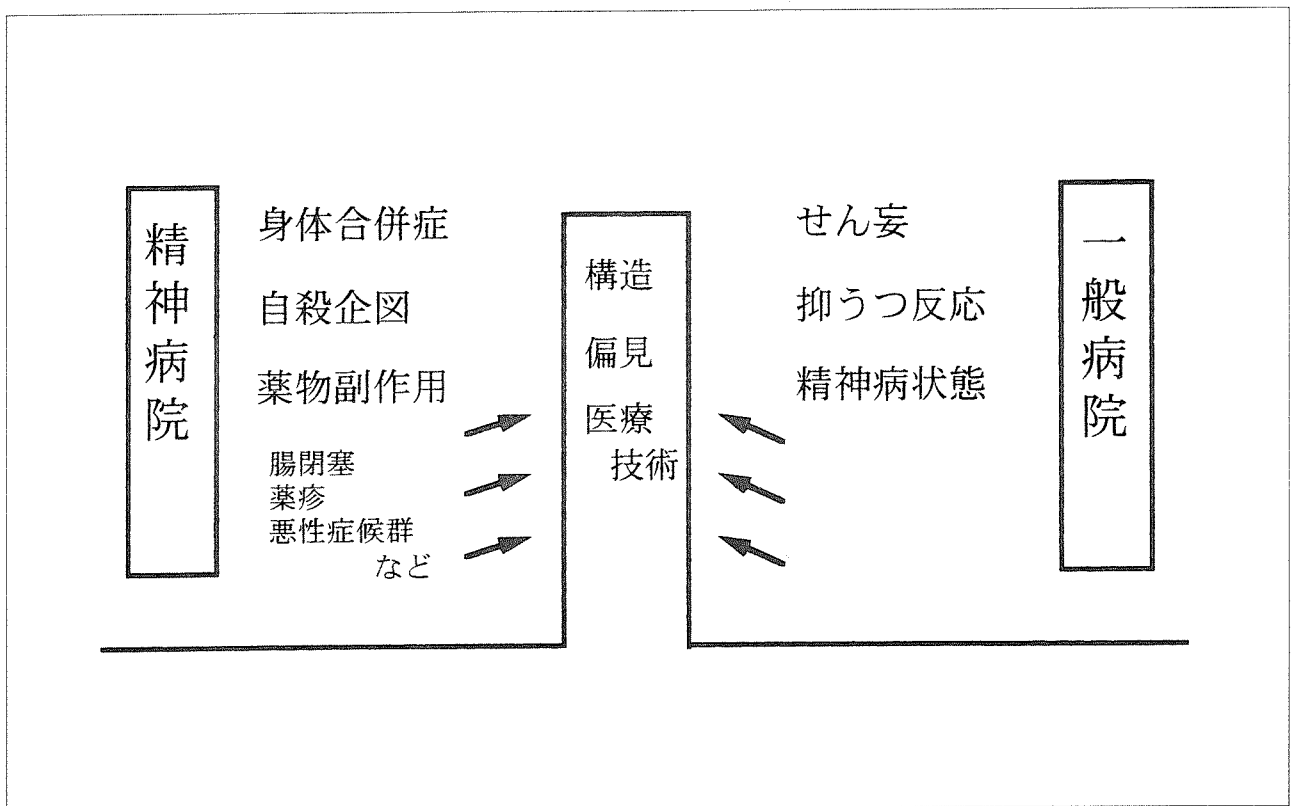 精神病院
身体合併症
自殺企図
薬物副作用
腸閉塞
薬疹
悪性症候群
など
構造
偏見
医療
技術
せん妄
抑うつ反応
精神病状態
一般病院